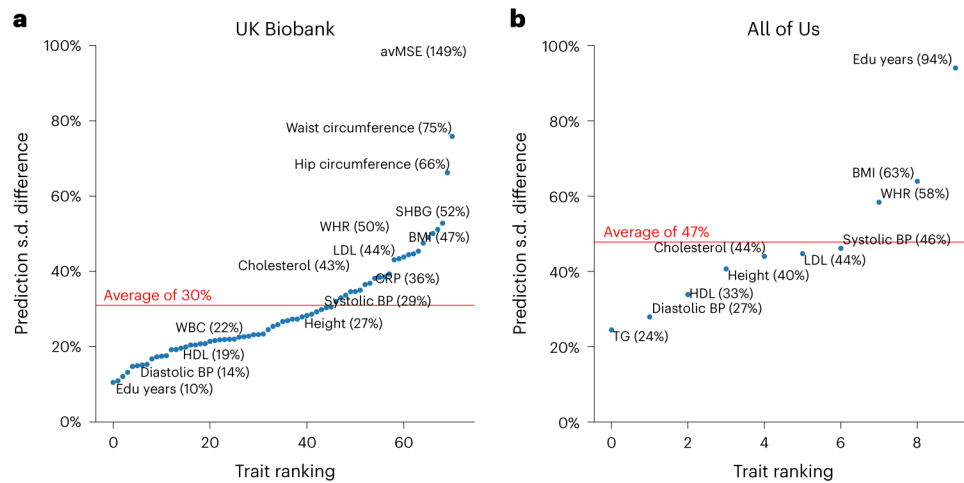 a
UK Biobank
Prediction s.d. difference
100%
80%
60%
40%
20%
0%
avMSE (149%)
Waist circumference (75%)
Hip circumference (66%)
SHBG (52%)
WHR (50%)
BMI (47%)
LDL (44%)
Cholesterol (43%)
CRP (36%)
Average of 30%
Systolic BP (29%)
Height (27%)
WBC (22%)
HDL (19%)
Diastolic BP (14%)
Edu years (10%)
0 20 40 60
Trait ranking
b
All of Us
Prediction s.d. difference
100%
80%
60%
40%
20%
0%
Edu years (94%)
BMI (63%)
WHR (58%)
Average of 47%
Systolic BP (46%)
Cholesterol (44%)
LDL (44%)
Height (40%)
HDL (33%)
Diastolic BP (27%)
TG (24%)
0 2 4 6 8
Trait ranking